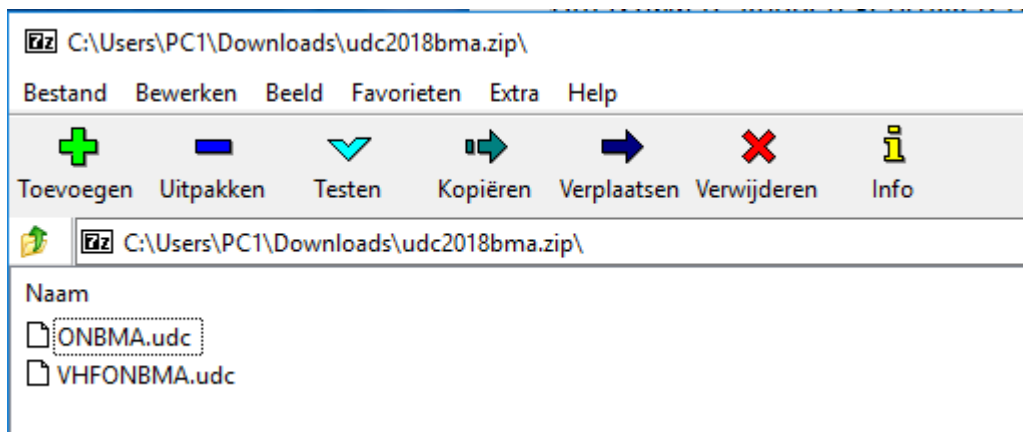 C:\Users\PC1\Downloads\udc2018bma.zip\
Bestand Bewerken Beeld Favorieten Extra Help
Toevoegen Uitpakken Testen Kopiëren Verplaatsen Verwijderen Info
C:\Users\PC1\Downloads\udc2018bma.zip\
Naam
ONBMA.udc
VHFONBMA.udc